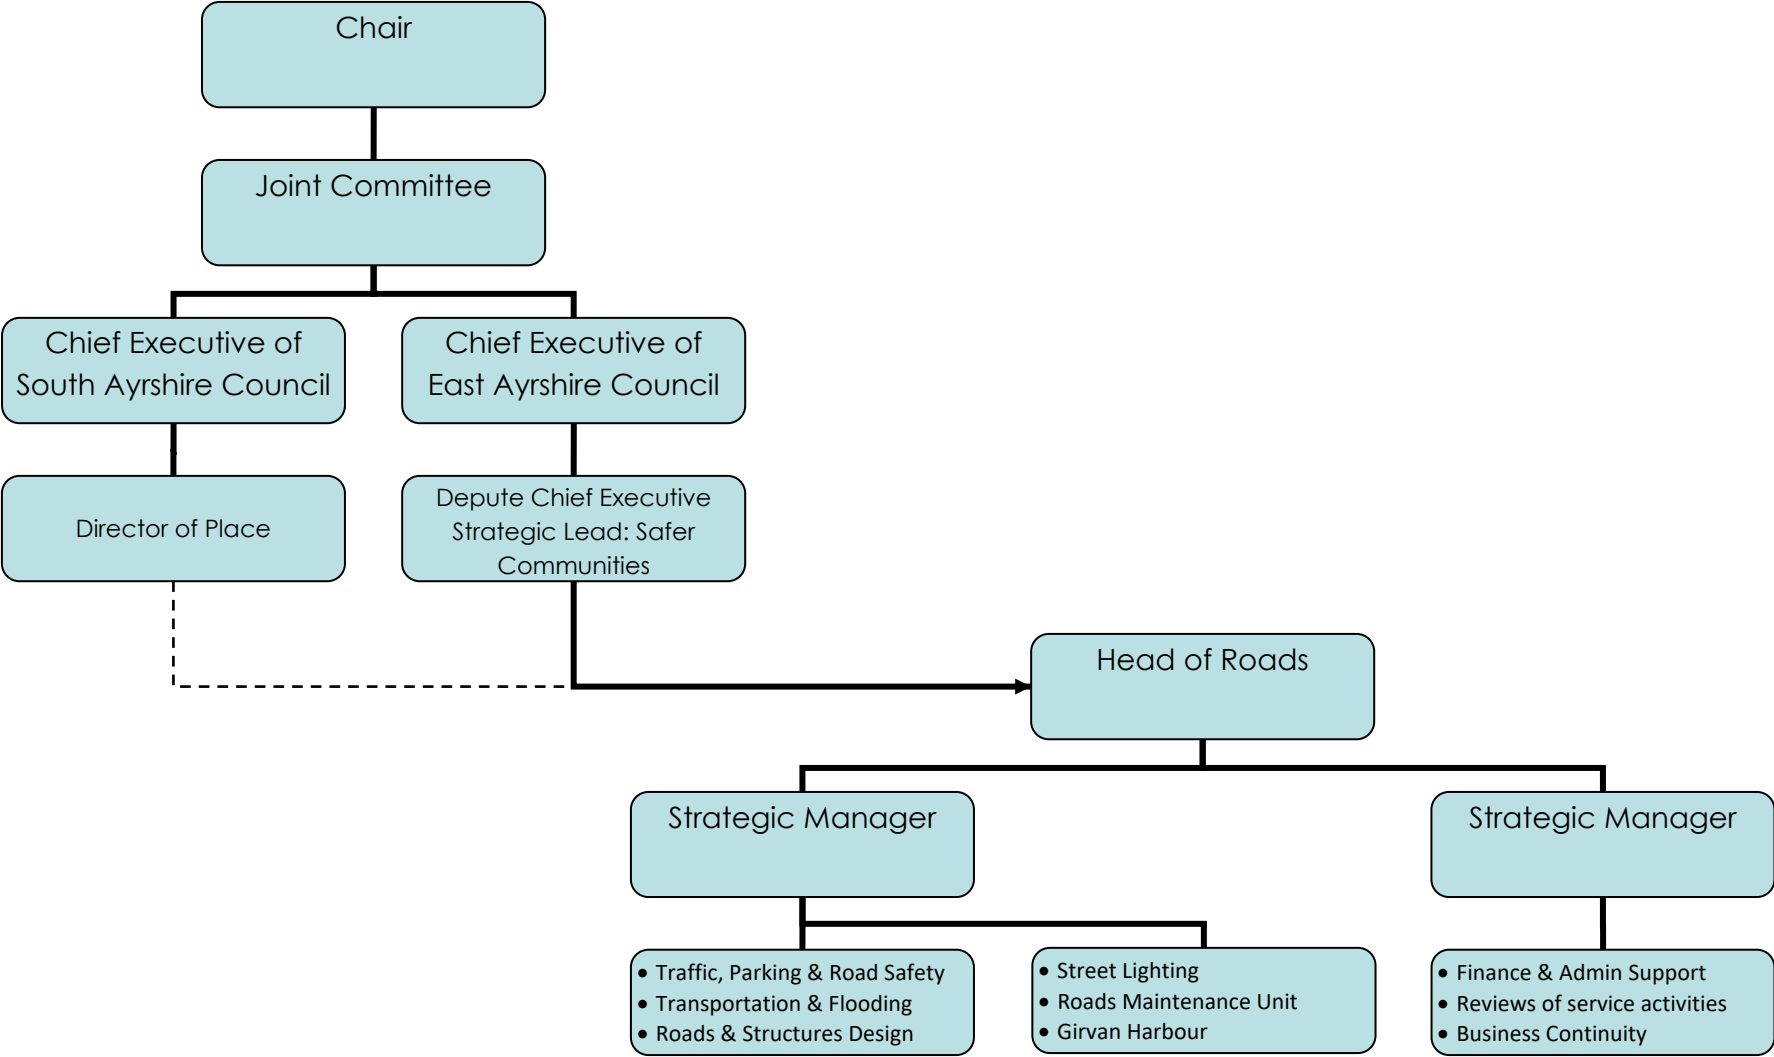 Chair
Joint Committee
Chief Executive of
South Ayrshire Council
Chief Executive of
East Ayrshire Council
Director of Place
Depute Chief Executive
Strategic Lead: Safer
Communities
Head of Roads
Strategic Manager
Strategic Manager
• Traffic, Parking & Road Safety
• Transportation & Flooding
• Roads & Structures Design
• Street Lighting
• Roads Maintenance Unit
• Girvan Harbour
• Finance & Admin Support
• Reviews of service activities
• Business Continuity